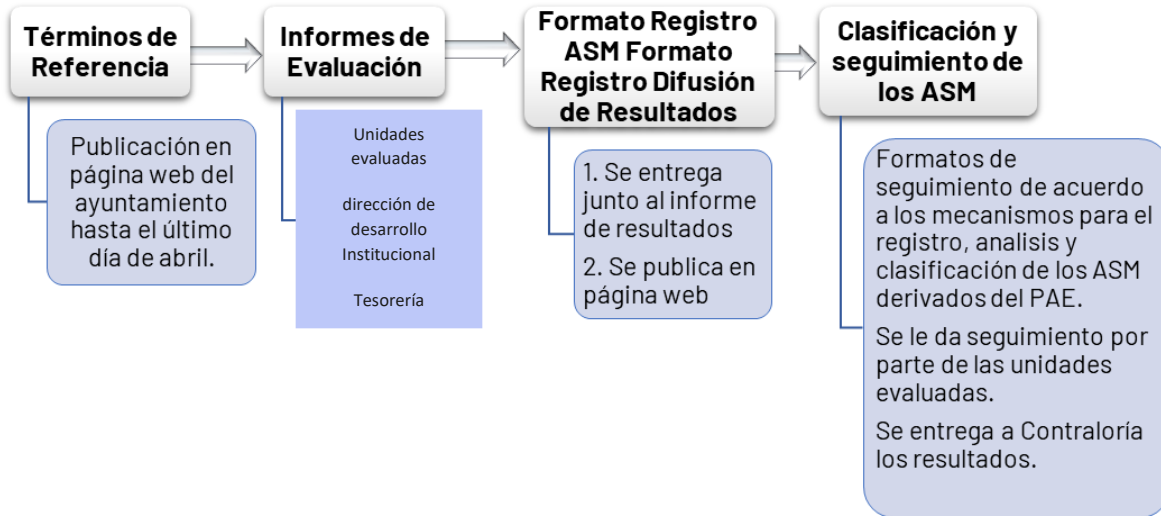 Términos de
Referencia
Publicación en
página web del
ayuntamiento
hasta el último
día de abril.
Informes de
Evaluación
Unidades
evaluadas
dirección de
desarrollo
Institucional
Tesorería
Formato Registro
ASM Formato
Registro Difusión
de Resultados
1. Se entrega
junto al informe
de resultados
2. Se publica en
página web
Clasificación y
seguimiento de
los ASM
Formatos de
seguimiento de acuerdo
a los mecanismos para el
registro, analisis y
clasificación de los ASM
derivados del PAE.
Se le da seguimiento por
parte de las unidades
evaluadas.
Se entrega a Contraloría
los resultados.